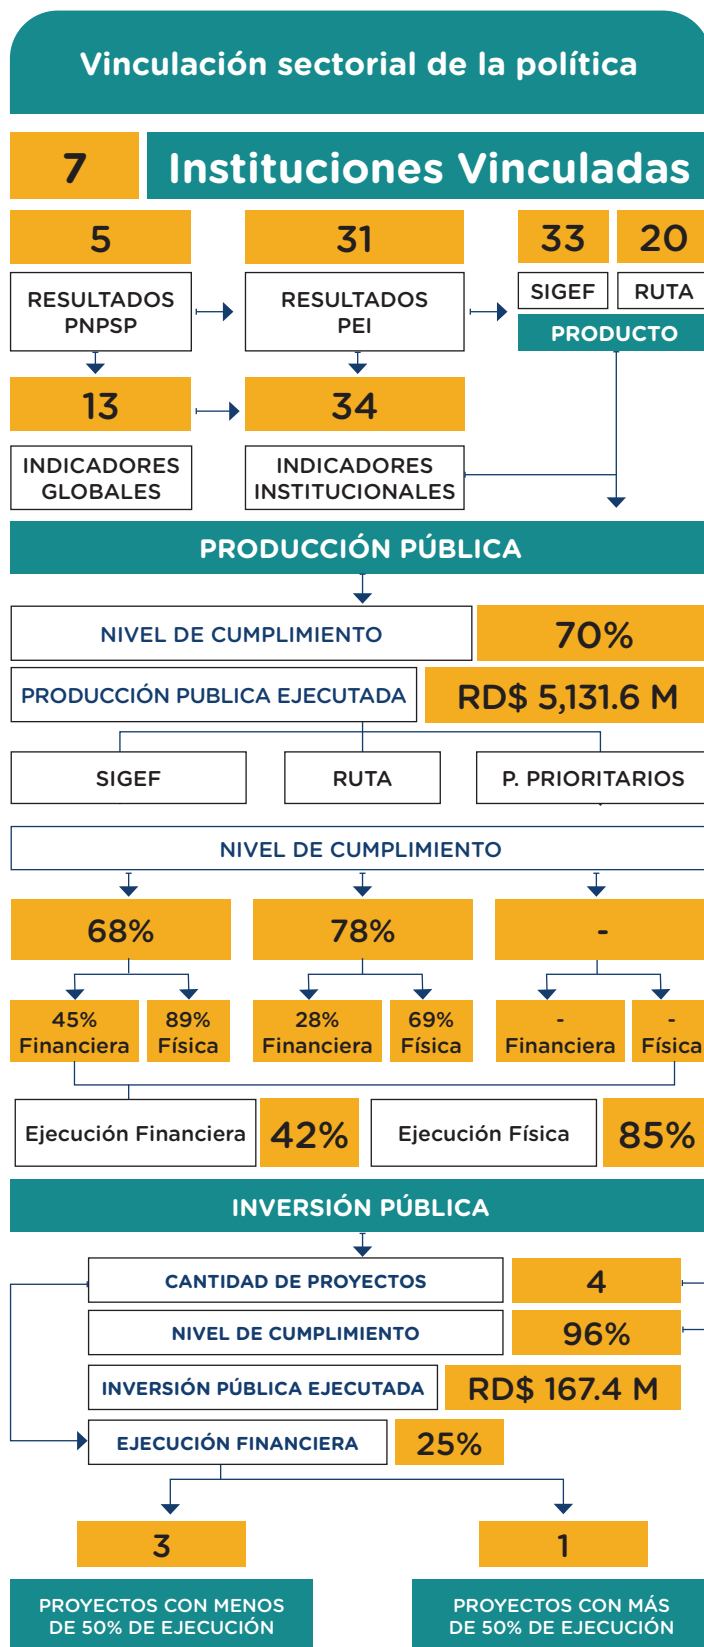 Vinculación sectorial de la política
7
Instituciones Vinculadas
5
31
33
20
RESULTADOS
PNPSP
RESULTADOS
PEI
SIGEF
RUTA
PRODUCTO
13
34
INDICADORES
GLOBALES
INDICADORES
INSTITUCIONALES
PRODUCCIÓN PÚBLICA
NIVEL DE CUMPLIMIENTO
70%
PRODUCCIÓN PUBLICA EJECUTADA
RD$ 5,131.6 M
SIGEF
RUTA
P. PRIORITARIOS
NIVEL DE CUMPLIMIENTO
68%
78%
-
45%
Financiera
89%
Física
28%
Financiera
69%
Física
-
Financiera
-
Física
Ejecución Financiera
42%
Ejecución Física
85%
INVERSIÓN PÚBLICA
CANTIDAD DE PROYECTOS
4
NIVEL DE CUMPLIMIENTO
96%
INVERSIÓN PÚBLICA EJECUTADA
RD$ 167.4 M
EJECUCIÓN FINANCIERA
25%
3
1
PROYECTOS CON MENOS
DE 50% DE EJECUCIÓN
PROYECTOS CON MÁS
DE 50% DE EJECUCIÓN